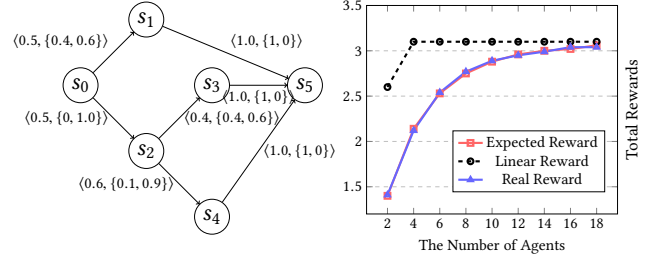 s1
⟨0.5, {0.4, 0.6}⟩
⟨1.0, {1, 0}⟩
s0
s3
s5
⟨1.0, {1, 0}⟩
⟨0.5, {0, 1.0}⟩
⟨0.4, {0.4, 0.6}⟩
s2
⟨1.0, {1, 0}⟩
⟨0.6, {0.1, 0.9}⟩
s4
3.5
3
2.5
2
1.5
Total Rewards
Expected Reward
Linear Reward
Real Reward
2 4 6 8 10 12 14 16 18
The Number of Agents